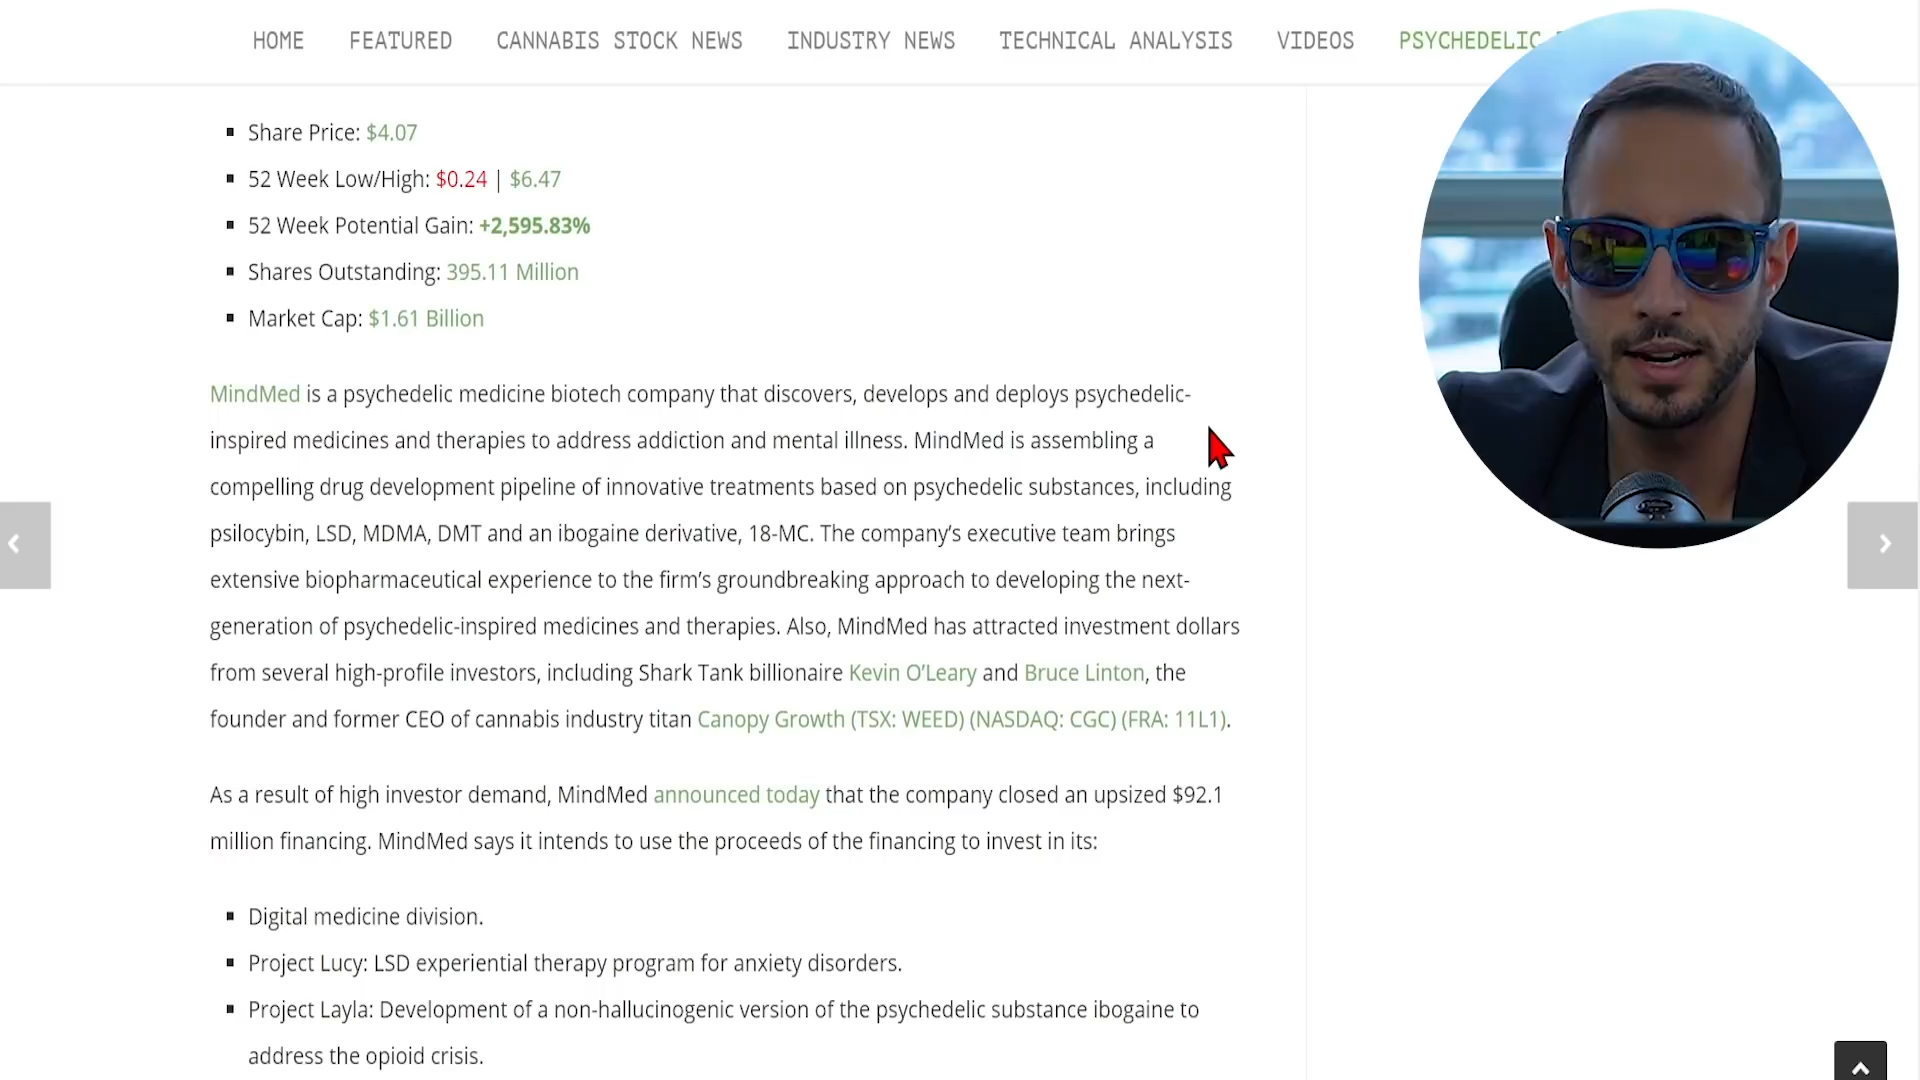 HOME FEATURED CANNABIS STOCK NEWS INDUSTRY NEWS TECHNICAL ANALYSIS VIDEOS PSYCHEDELIC
Share Price: $4.07
52 Week Low/High: $0.24 | $6.47
52 Week Potential Gain: +2,595.83%
Shares Outstanding: 395.11 Million
Market Cap: $1.61 Billion
MindMed is a psychedelic medicine biotech company that discovers, develops and deploys psychedelic-
inspired medicines and therapies to address addiction and mental illness. MindMed is assembling a
compelling drug development pipeline of innovative treatments based on psychedelic substances, including
psilocybin, LSD, MDMA, DMT and an ibogaine derivative, 18-MC. The company’s executive team brings
extensive biopharmaceutical experience to the firm’s groundbreaking approach to developing the next-
generation of psychedelic-inspired medicines and therapies. Also, MindMed has attracted investment dollars
from several high-profile investors, including Shark Tank billionaire Kevin O’Leary and Bruce Linton, the
founder and former CEO of cannabis industry titan Canopy Growth (TSX: WEED) (NASDAQ: CGC) (FRA: 11L1).
As a result of high investor demand, MindMed announced today that the company closed an upsized $92.1
million financing. MindMed says it intends to use the proceeds of the financing to invest in its:
Digital medicine division.
Project Lucy: LSD experiential therapy program for anxiety disorders.
Project Layla: Development of a non-hallucinogenic version of the psychedelic substance ibogaine to
address the opioid crisis.